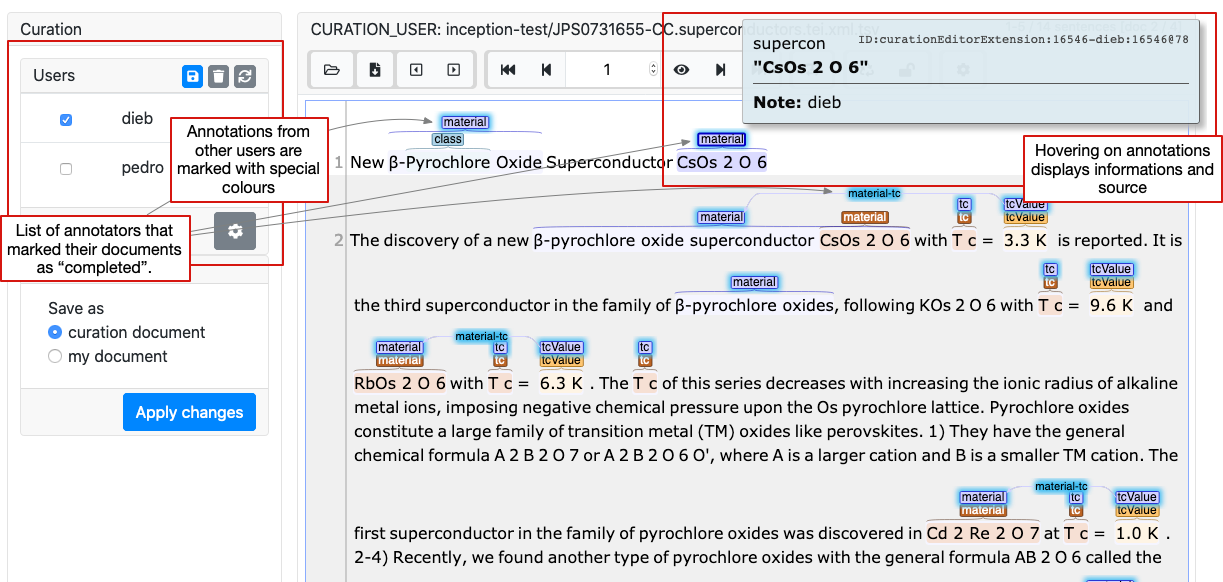 Curation
Users
dieb
pedro
Save as
curation document
my document
Apply changes
Annotations from
other users are
marked with special
colours
List of annotators that
marked their documents
as “completed”.
CURATION_USER: inception-test/JPS0731655-CC.superconductors.tei.xml.tsv
1
supercon
ID:curationEditorExtension:16546-dieb:16546@78
"CsOs 2 O 6"
Note: dieb
Hovering on annotations
displays informations and
source
material
class
material
1 New β-Pyrochlore Oxide Superconductor CsOs 2 O 6
material-tc
tc tcValue
material material tc tcValue
2 The discovery of a new β-pyrochlore oxide superconductor CsOs 2 O 6 with T c = 3.3 K is reported. It is
tc tcValue
material tc tcValue
the third superconductor in the family of β-pyrochlore oxides, following KOs 2 O 6 with T c = 9.6 K and
material-tc
material tc tcValue tc
material tc tcValue tc
RbOs 2 O 6 with T c = 6.3 K . The T c of this series decreases with increasing the ionic radius of alkaline
metal ions, imposing negative chemical pressure upon the Os pyrochlore lattice. Pyrochlore oxides
constitute a large family of transition metal (TM) oxides like perovskites. 1) They have the general
chemical formula A 2 B 2 O 7 or A 2 B 2 O 6 O', where A is a larger cation and B is a smaller TM cation. The
material-tc
material tc tcValue
material tc tcValue
first superconductor in the family of pyrochlore oxides was discovered in Cd 2 Re 2 O 7 at T c = 1.0 K .
2-4) Recently, we found another type of pyrochlore oxides with the general formula AB 2 O 6 called the